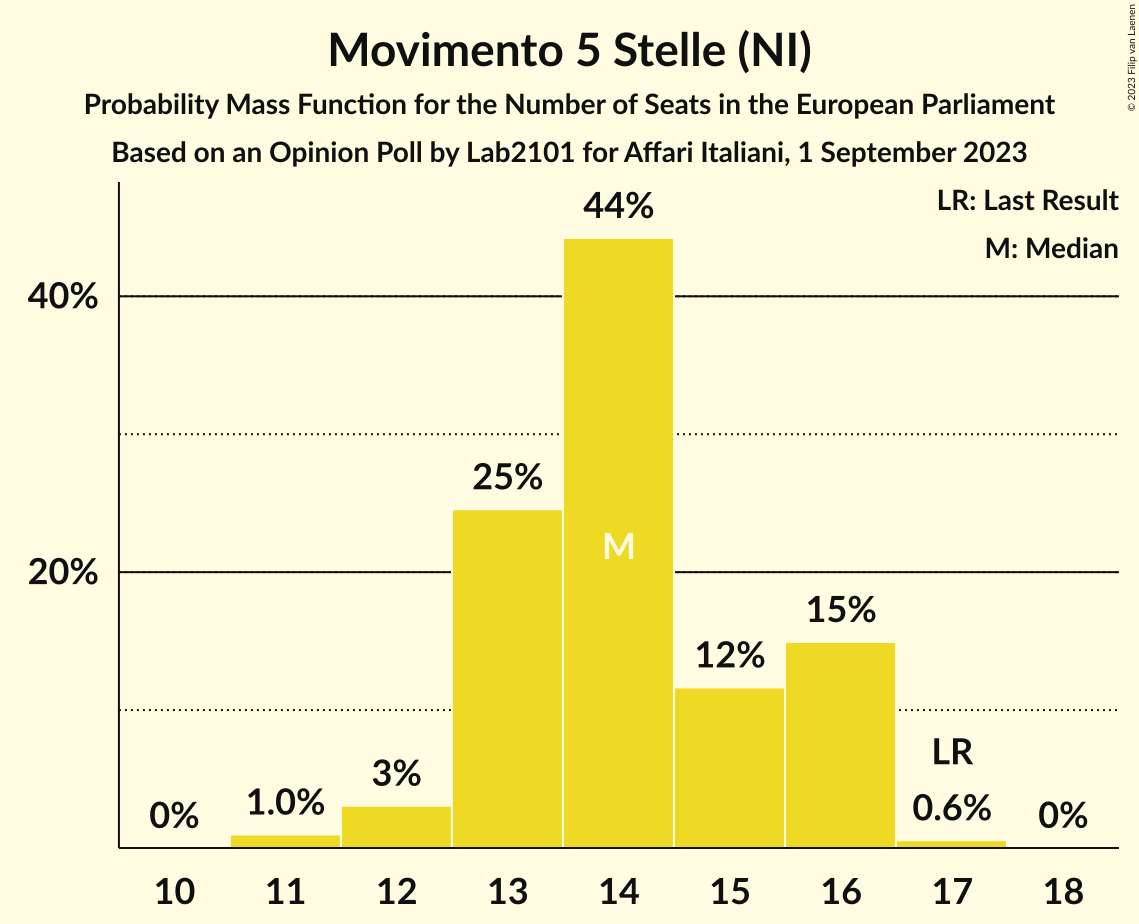 Movimento 5 Stelle (NI)
Probability Mass Function for the Number of Seats in the European Parliament
Based on an Opinion Poll by Lab2101 for Affari Italiani, 1 September 2023
© 2023 Filip van Laenen
LR: Last Result
M: Median
40%
20%
0%
1.0%
3%
25%
44%
M
12%
15%
LR
0.6%
0%
10 11 12 13 14 15 16 17 18